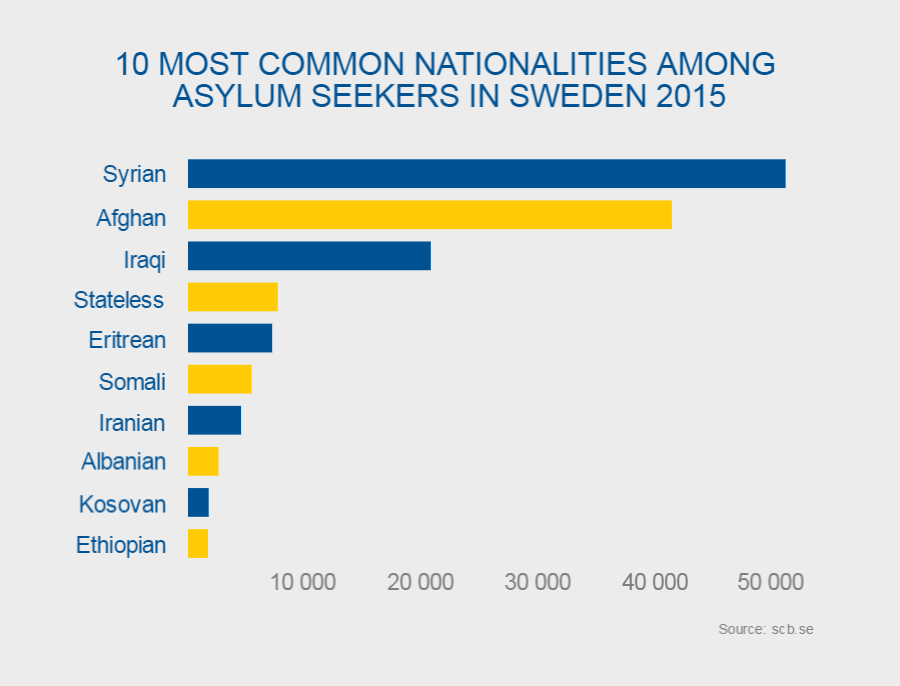 10 MOST COMMON NATIONALITIES AMONG
ASYLUM SEEKERS IN SWEDEN 2015
Syrian
Afghan
Iraqi
Stateless
Eritrean
Somali
Iranian
Albanian
Kosovan
Ethiopian
10 000 20 000 30 000 40 000 50 000
Source: scb.se